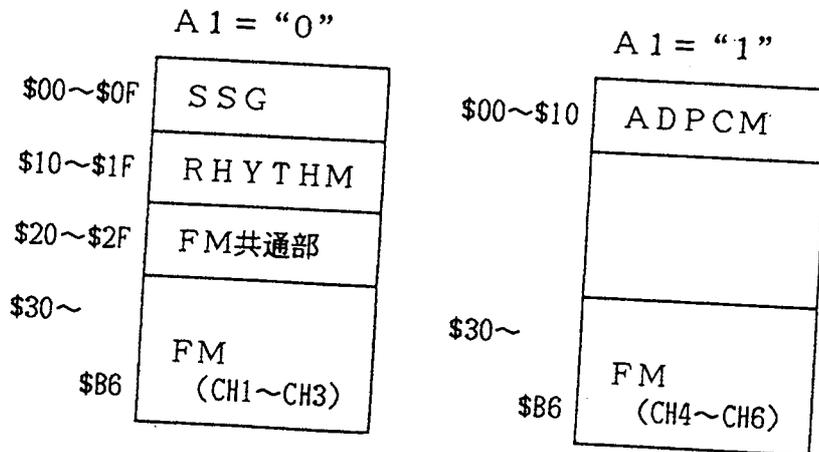 A1="0"
$00～$0F SSG
$10～$1F RHYTHM
$20～$2F FM共通部
$30～
FM
$B6 (CH1～CH3)
A1="1"
$00～$10 ADPCM
$30～
FM
$B6 (CH4～CH6)